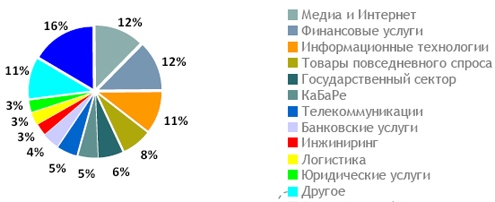 16%
12%
12%
11%
8%
6%
5%
5%
4%
3%
3%
3%
11%
Медиа и Интернет
Финансовые услуги
Информационные технологии
Товары повседневного спроса
Государственный сектор
КаБаРе
Телекоммуникации
Банковские услуги
Инжиниринг
Логистика
Юридические услуги
Другое